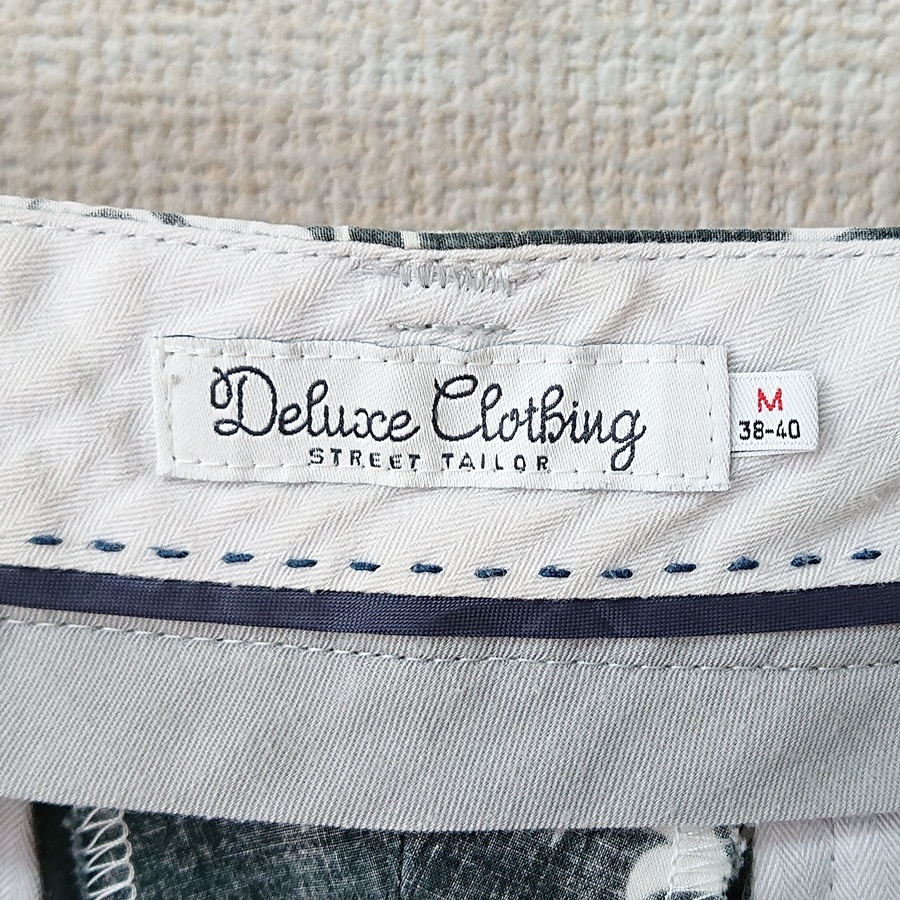 Deluxe Clothing
STREET TAILOR
M
38-40